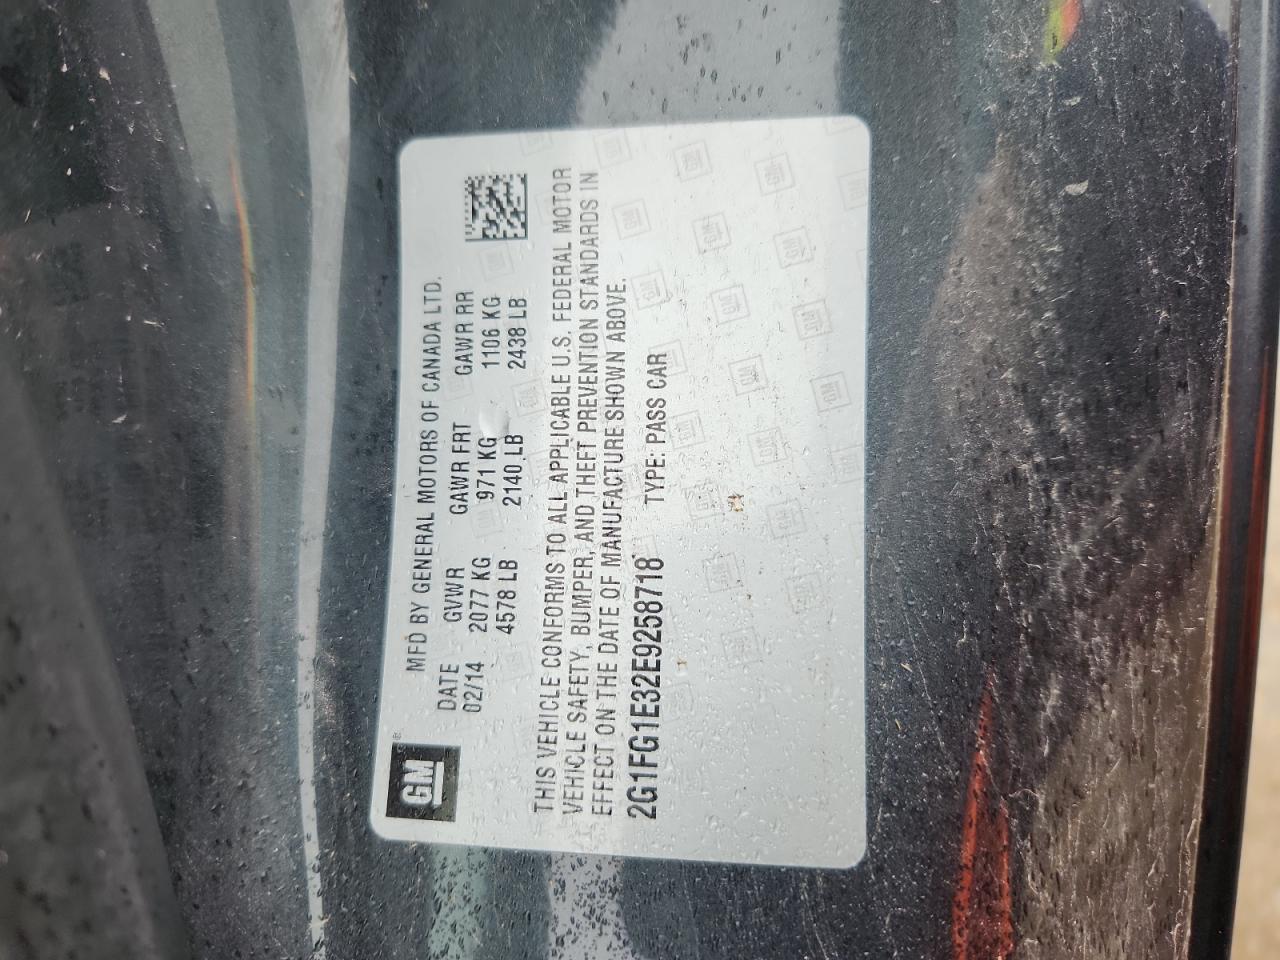 GM ®
MFD BY GENERAL MOTORS OF CANADA LTD.
DATE GVWR GAWR FRT GAWR RR
02/14 2077 KG 971 KG 1106 KG
4578 LB 2140 LB 2438 LB
THIS VEHICLE CONFORMS TO ALL APPLICABLE U.S. FEDERAL MOTOR
VEHICLE SAFETY, BUMPER, AND THEFT PREVENTION STANDARDS IN
EFFECT ON THE DATE OF MANUFACTURE SHOWN ABOVE.
2G1FG1E32E9258718 TYPE: PASS CAR